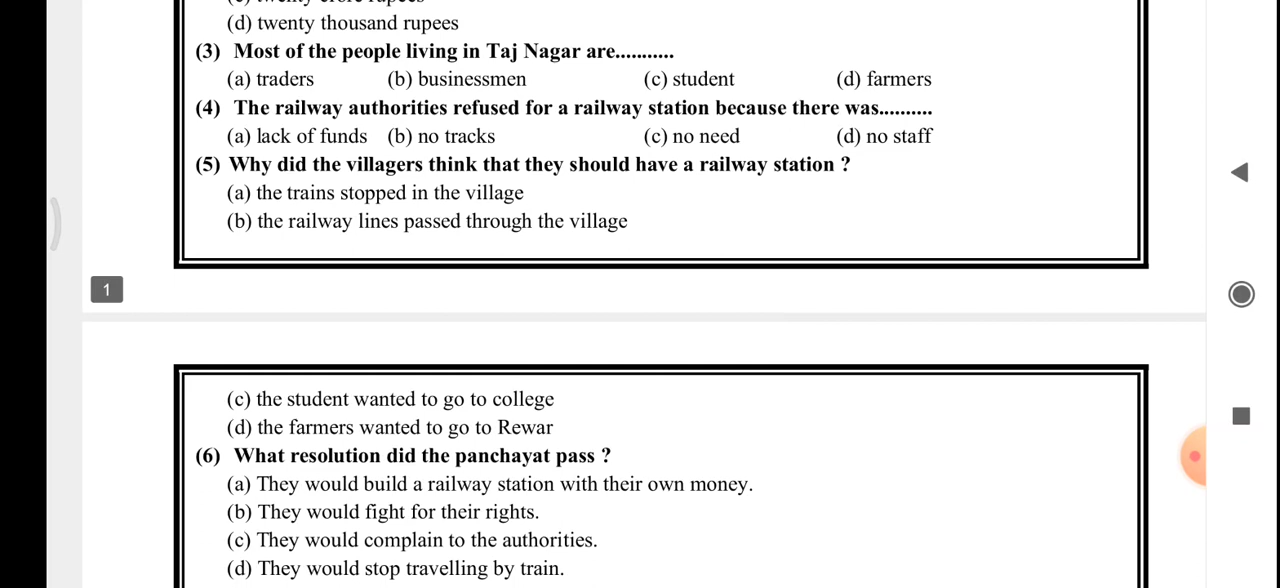 (d) twenty thousand rupees
(3) Most of the people living in Taj Nagar are...........
(a) traders (b) businessmen (c) student (d) farmers
(4) The railway authorities refused for a railway station because there was..........
(a) lack of funds (b) no tracks (c) no need (d) no staff
(5) Why did the villagers think that they should have a railway station ?
(a) the trains stopped in the village
(b) the railway lines passed through the village
1
(c) the student wanted to go to college
(d) the farmers wanted to go to Rewar
(6) What resolution did the panchayat pass ?
(a) They would build a railway station with their own money.
(b) They would fight for their rights.
(c) They would complain to the authorities.
(d) They would stop travelling by train.